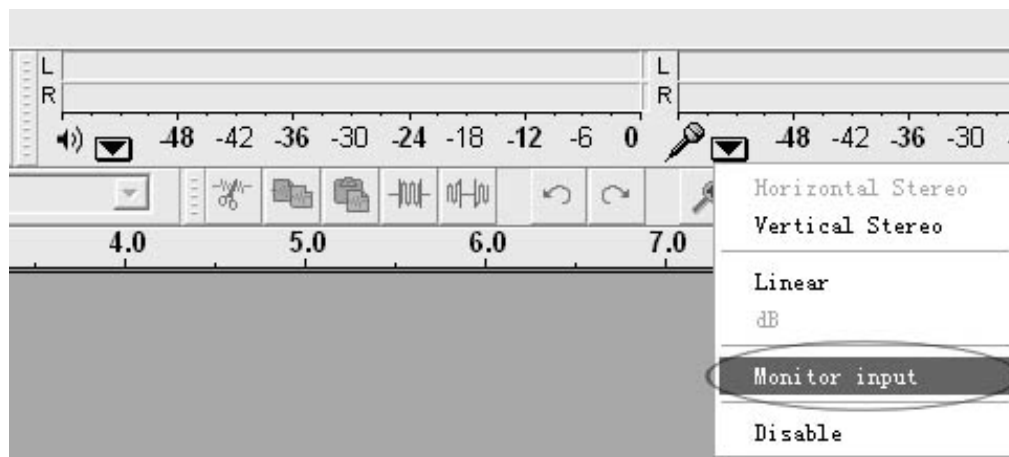 L L
R R
-48 -42 -36 -30 -24 -18 -12 -6 0 -48 -42 -36 -30
4.0 5.0 6.0 7.0
Horizontal Stereo
Vertical Stereo
Linear
dB
Monitor input
Disable